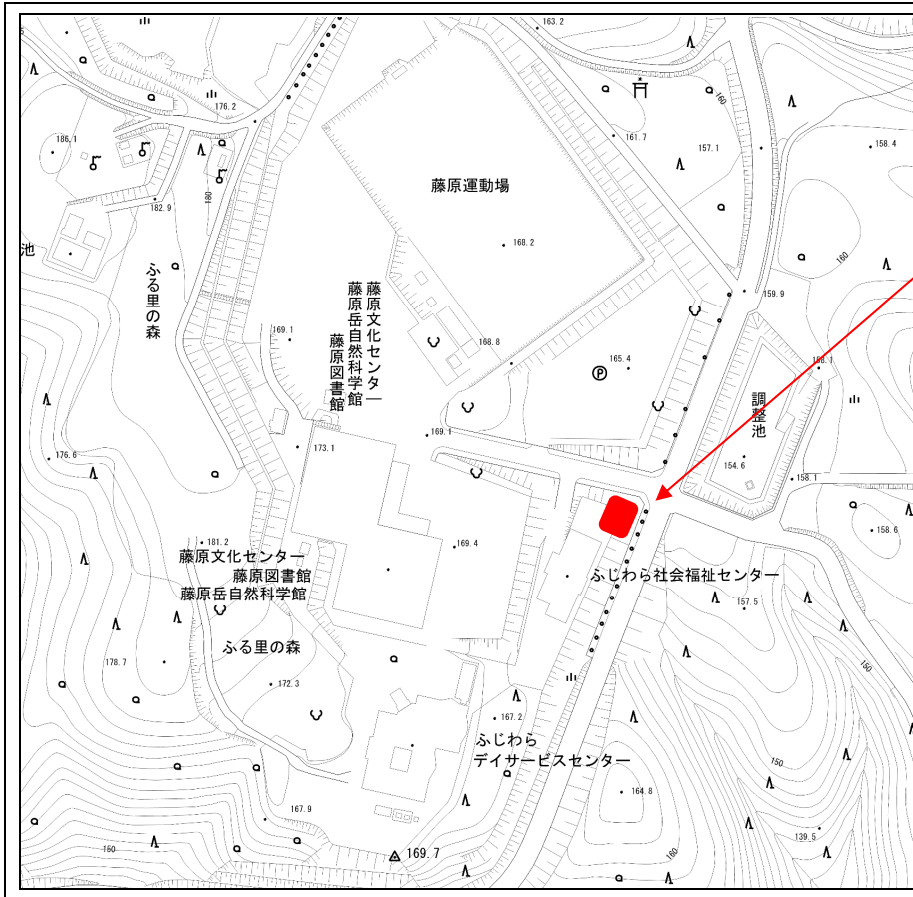 163.2
176.2
160
161.7
157.1
158.4
186.1
藤原運動場
182.9
180
168.2
160
池
ふる里の森
159.9
藤原文化センター
藤原岳自然科学館
藤原図書館
169.1
168.8
165.4
P
158.1
調整池
169.1
173.1
176.6
154.6
158.1
181.2
169.4
158.6
藤原文化センター
藤原図書館
藤原岳自然科学館
ふじわら社会福祉センター
157.5
ふる里の森
178.7
172.3
150
167.2
ふじわら
デイサービスセンター
150
164.8
167.9
139.5
150
169.7
160